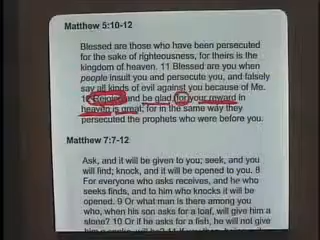 Matthew 5:10-12
Blessed are those who have been persecuted
for the sake of righteousness, for theirs is the
kingdom of heaven. 11 Blessed are you when
people insult you and persecute you, and falsely
say all kinds of evil against you because of Me.
12 Rejoice and be glad for your reward in
heaven is great; for in the same way they
persecuted the prophets who were before you.
Matthew 7:7-12
Ask, and it will be given to you; seek, and you
will find; knock, and it will be opened to you. 8
For everyone who asks receives, and he who
seeks finds, and to him who knocks it will be
opened. 9 Or what man is there among you
who, when his son asks for a loaf, will give him a
stone? 10 Or if he asks for a fish, he will not give